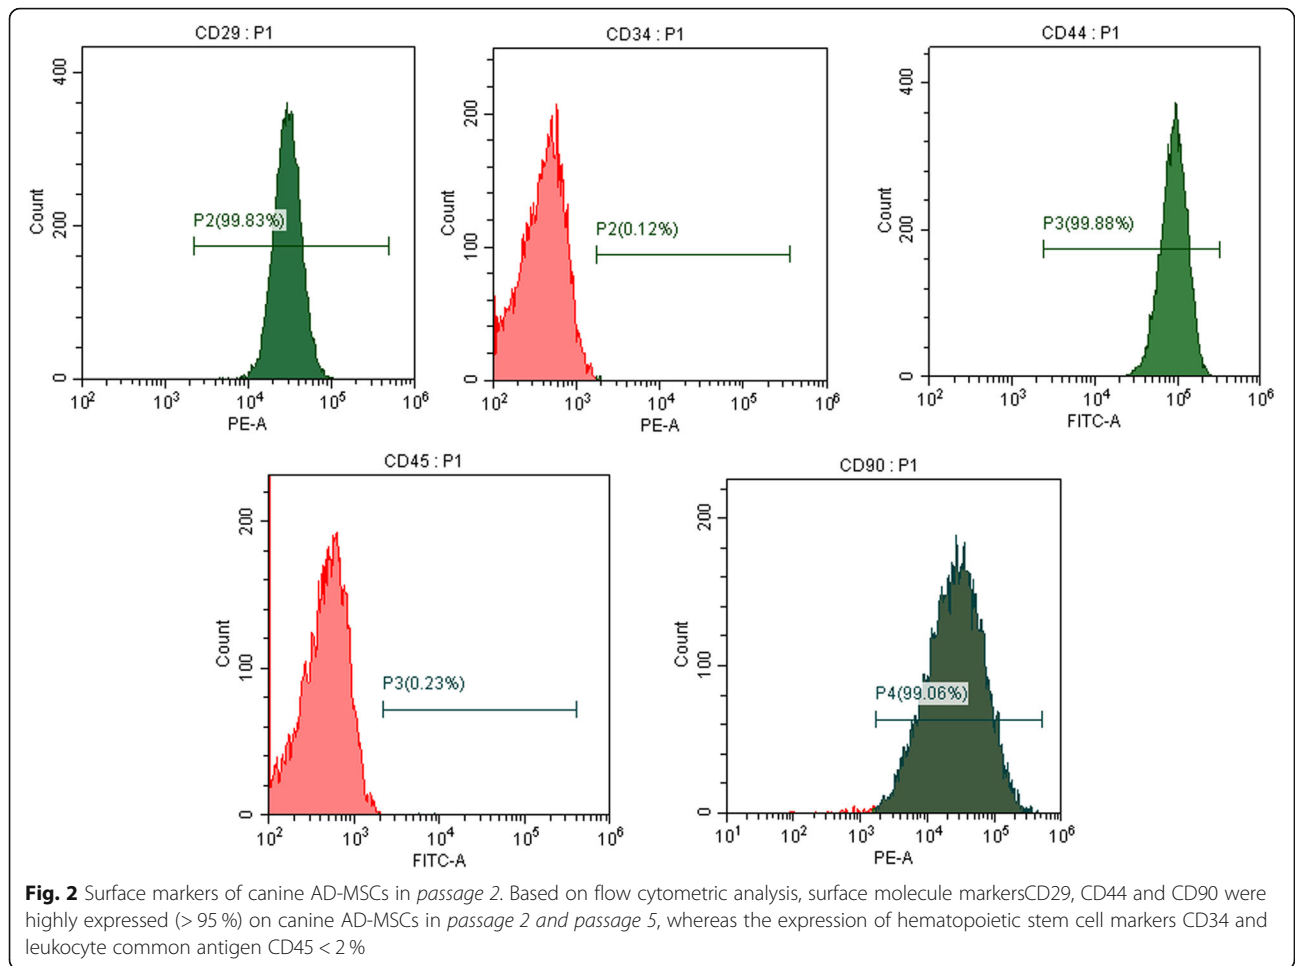 CD29 : P1
Count
400
200
0
P2(99.83%)
10^2 10^3 10^4 10^5 10^6
PE-A
CD34 : P1
Count
200
100
0
P2(0.12%)
10^2 10^3 10^4 10^5 10^6
PE-A
CD44 : P1
Count
400
200
0
P3(99.88%)
10^2 10^3 10^4 10^5 10^6
FITC-A
CD45 : P1
Count
200
100
0
P3(0.23%)
10^2 10^3 10^4 10^5 10^6
FITC-A
CD90 : P1
Count
200
100
0
P4(99.06%)
10^1 10^2 10^3 10^4 10^5 10^6
PE-A
Fig. 2 Surface markers of canine AD-MSCs in passage 2. Based on flow cytometric analysis, surface molecule markersCD29, CD44 and CD90 were
highly expressed (> 95 %) on canine AD-MSCs in passage 2 and passage 5, whereas the expression of hematopoietic stem cell markers CD34 and
leukocyte common antigen CD45 < 2 %